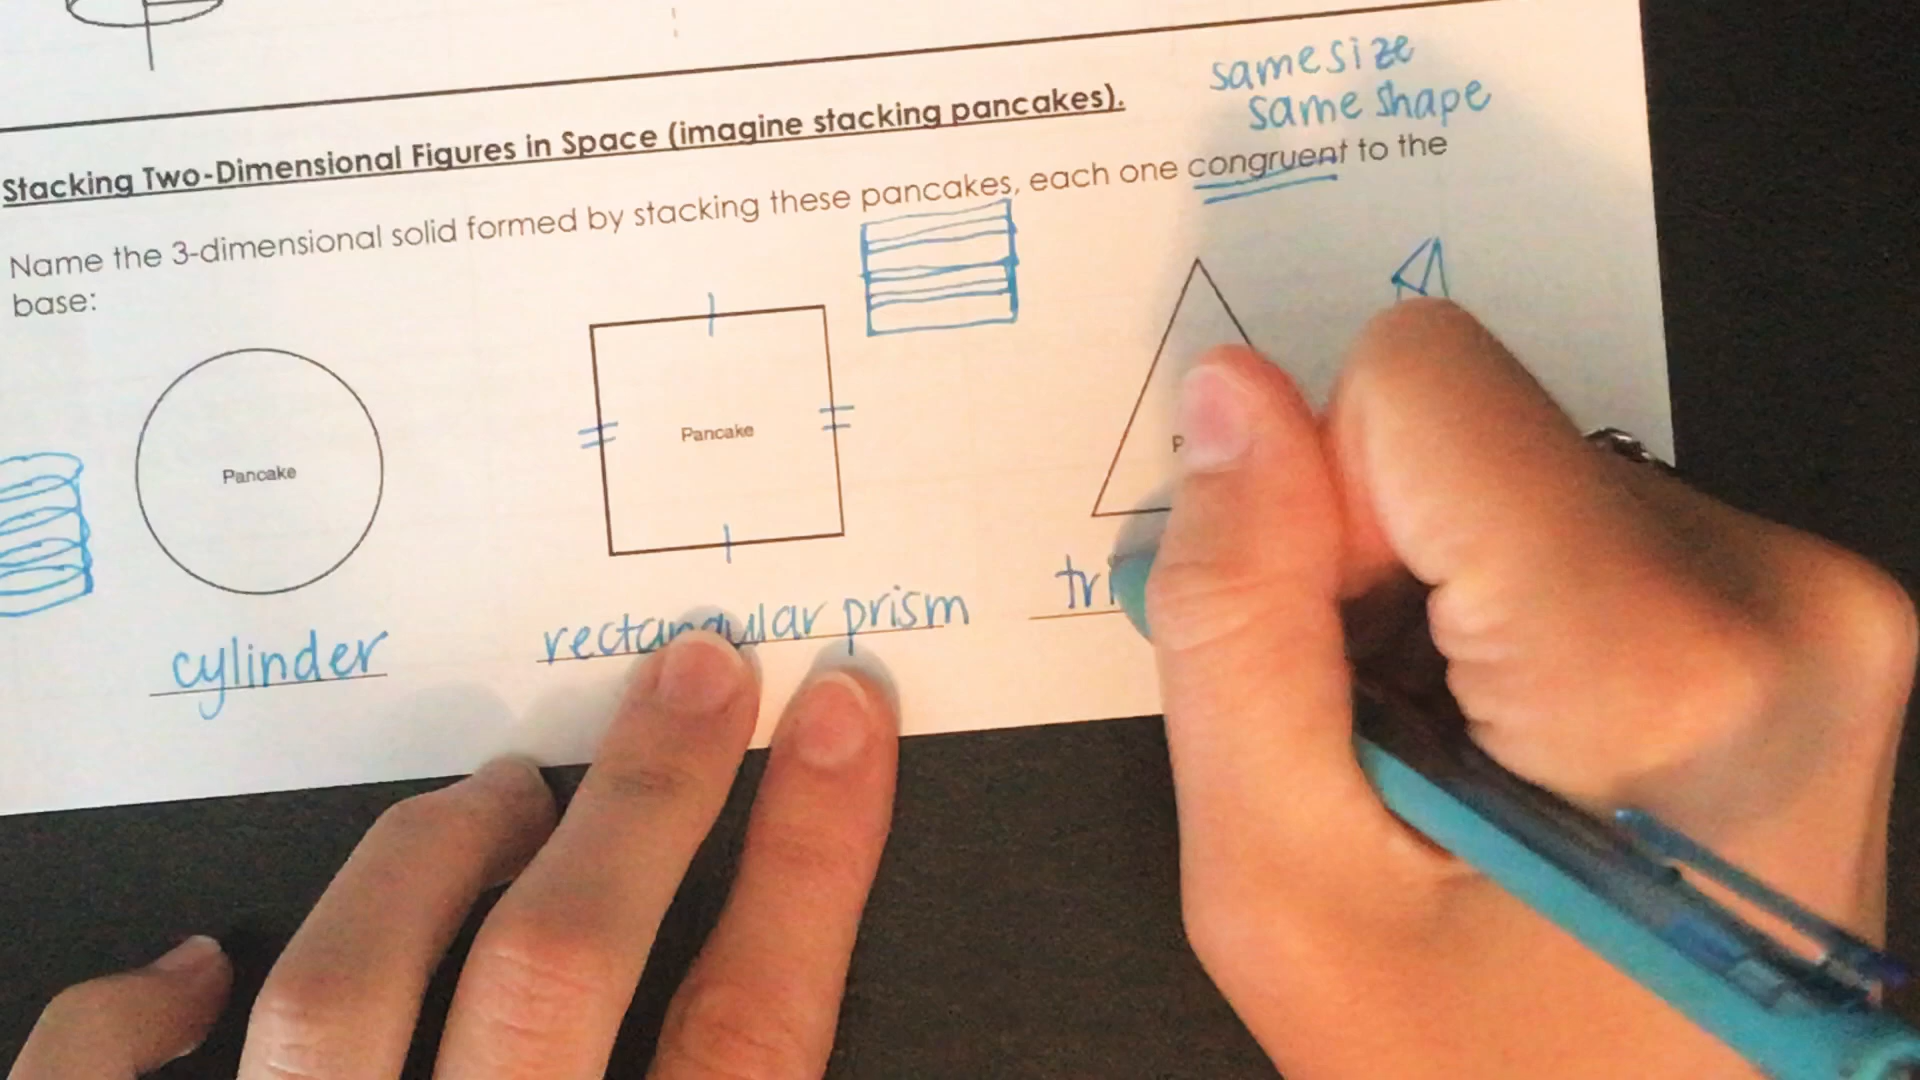 same size
same shape
Stacking Two-Dimensional Figures in Space (imagine stacking pancakes).
Name the 3-dimensional solid formed by stacking these pancakes, each one congruent to the
base:
Pancake
Pancake
P
cylinder
rectangular prism
tri